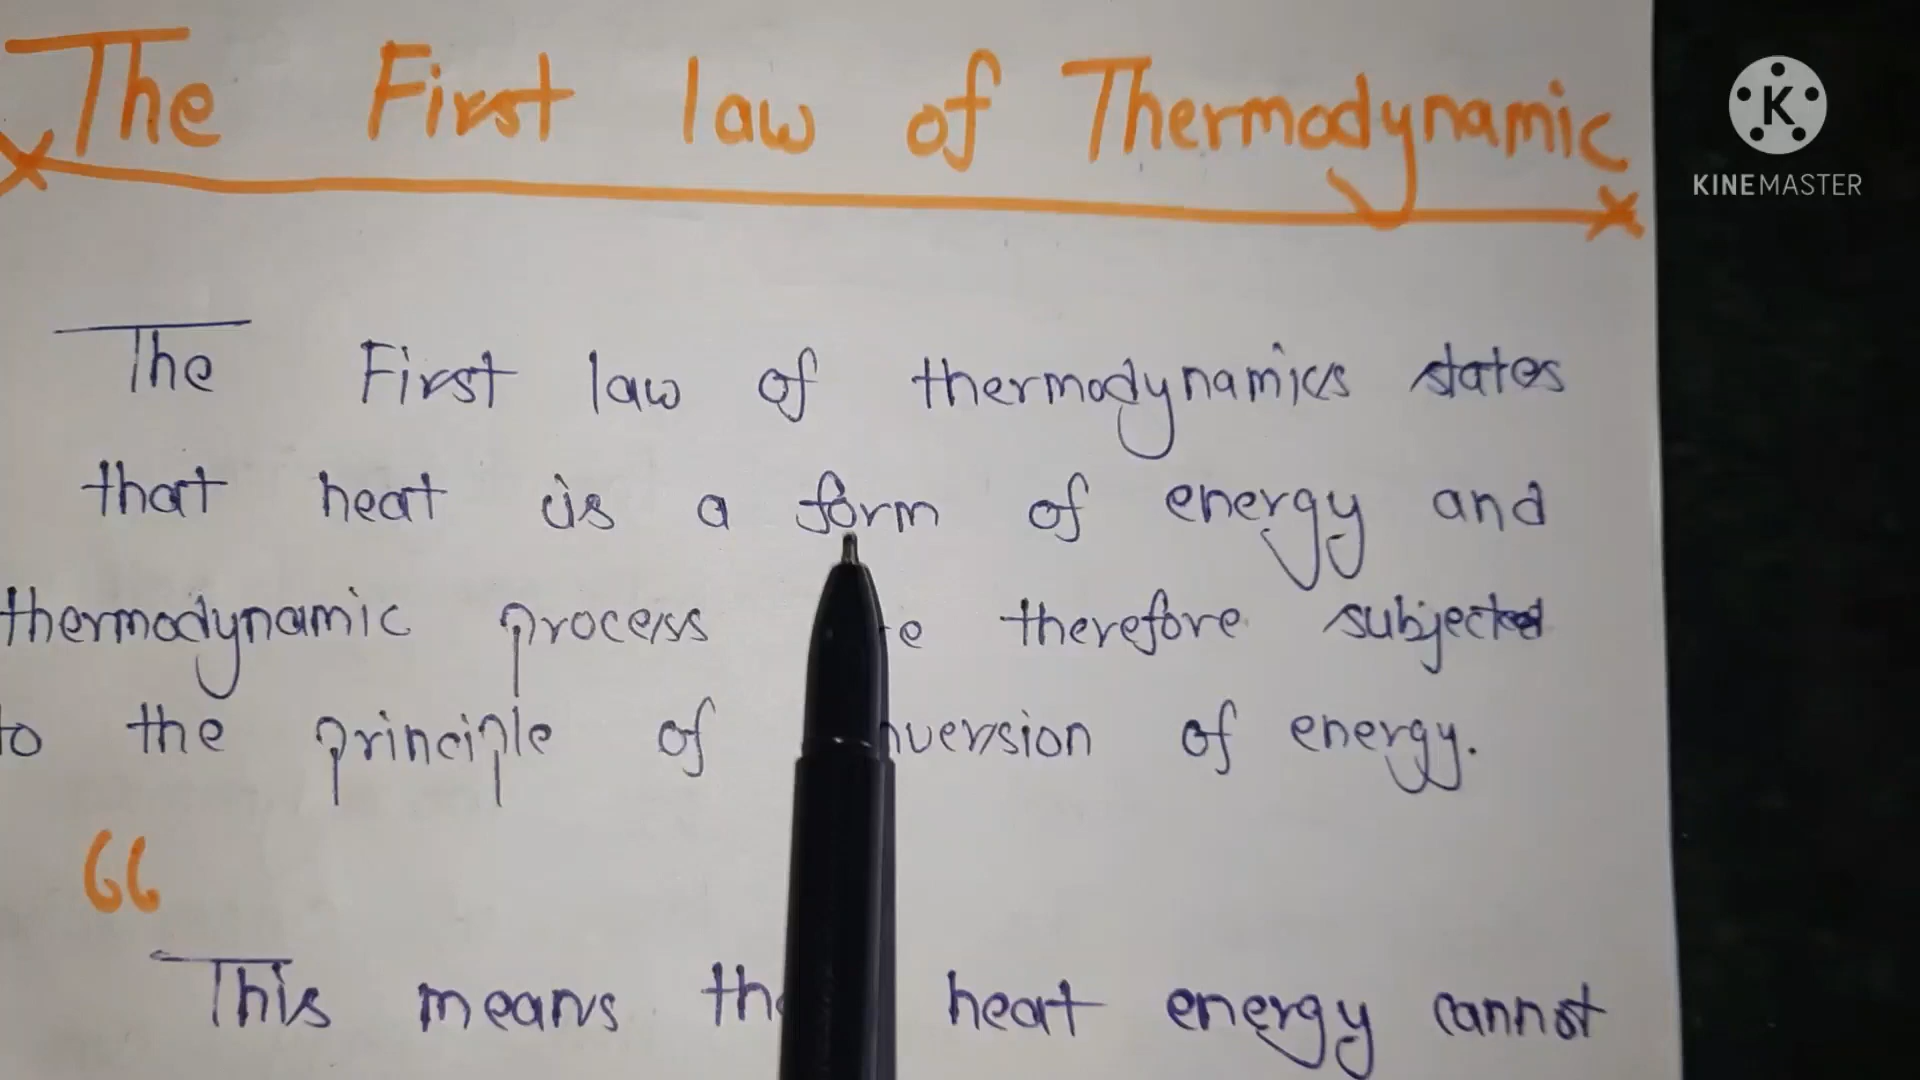 The First law of Thermodynamic
K
KINEMASTER
The First law of thermodynamics states
that heat is a form of energy and
thermodynamic process therefore subjected
to the principle of of energy.
“
This means heat energy cannot